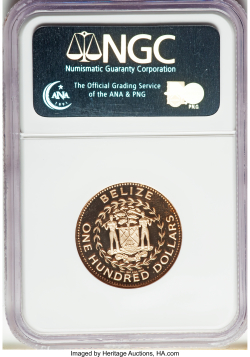 NGC
Numismatic Guaranty Corporation
The Official Grading Service
of the ANA & PNG
ANA
PNG
BELIZE
ONE HUNDRED DOLLARS
Imaged by Heritage Auctions, HA.com